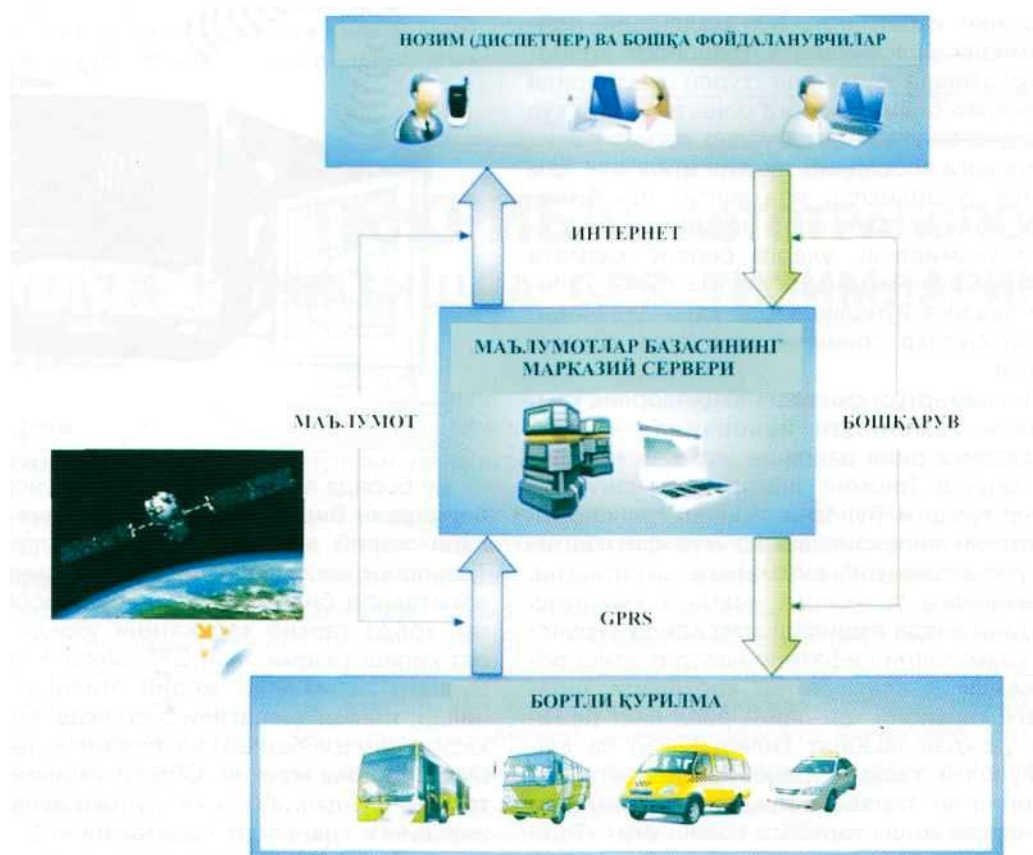 НОЗИМ (ДИСПЕТЧЕР) ВА БОШҚА ФОЙДАЛАНУВЧИЛАР
ИНТЕРНЕТ
МАЪЛУМОТЛАР БАЗАСИНИНГ
МАРКАЗИЙ СЕРВЕРИ
МАЪЛУМОТ
БОШҚАРУВ
GPRS
БОРТЛИ ҚУРИЛМА